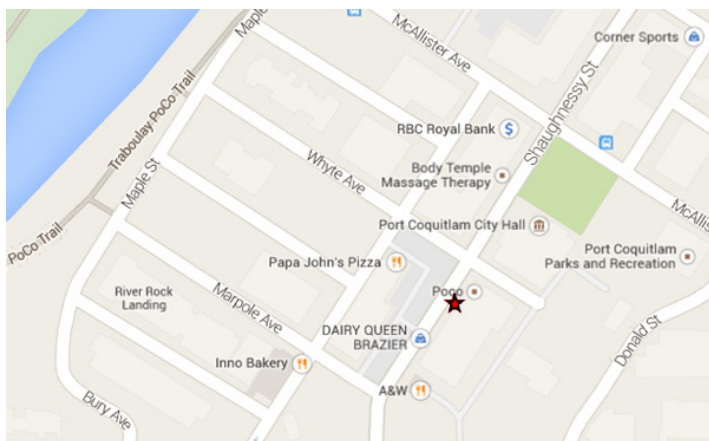 Maple
McAllister Ave
Corner Sports
Traboulay PoCo Trail
Shaughnessy St
RBC Royal Bank
$
Whyte Ave
Body Temple
Massage Therapy
Maple St
McAllis
Port Coquitlam City Hall
PoCo Trail
Papa John's Pizza
Port Coquitlam
Parks and Recreation
River Rock
Landing
Poco
Marpole Ave
DAIRY QUEEN
BRAZIER
Donald St
Inno Bakery
A&W
Bury Ave